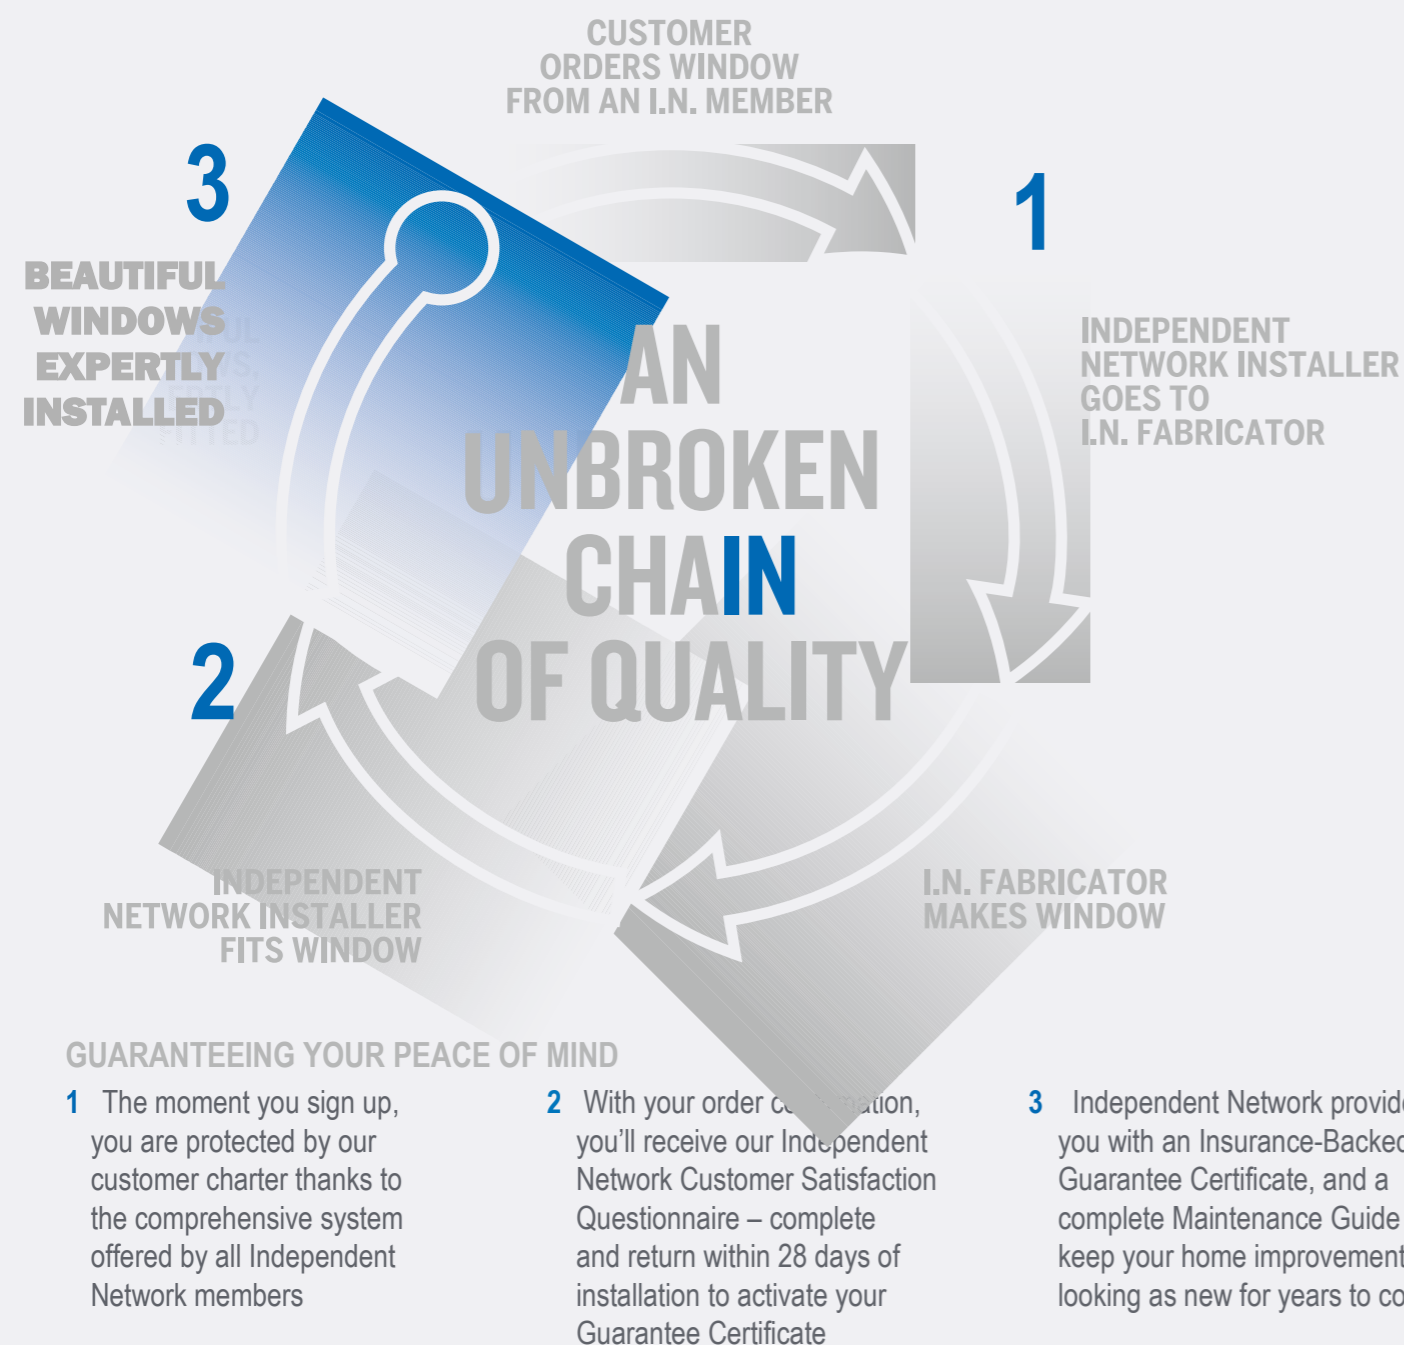 CUSTOMER
ORDERS WINDOW
FROM AN I.N. MEMBER
3
1
BEAUTIFUL
WINDOWS
EXPERTLY
INSTALLED
INDEPENDENT
NETWORK INSTALLER
GOES TO
I.N. FABRICATOR
AN
UNBROKEN
CHAIN
OF QUALITY
2
INDEPENDENT
NETWORK INSTALLER
FITS WINDOW
I.N. FABRICATOR
MAKES WINDOW
GUARANTEEING YOUR PEACE OF MIND
1 The moment you sign up,
you are protected by our
customer charter thanks to
the comprehensive system
offered by all Independent
Network members
2 With your order
you'll receive our Independent
Network Customer Satisfaction
Questionnaire – complete
and return within 28 days of
installation to activate your
Guarantee Certificate
3 Independent Network
you with an
Guarantee Certificate, and a
complete Maintenance Guide
keep your home
looking as new for years to